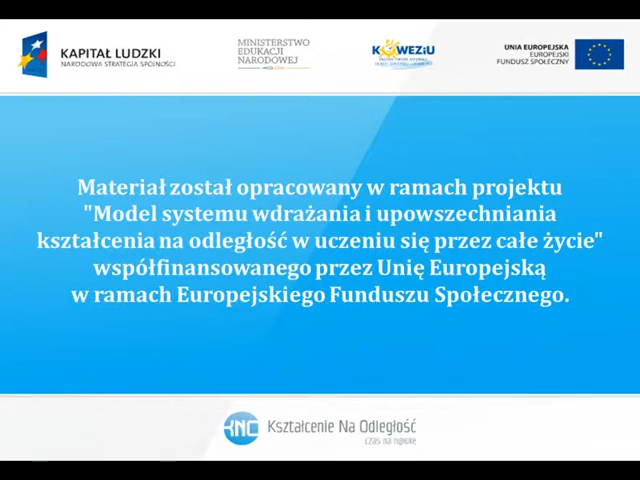 KAPITAŁ LUDZKI
NARODOWA STRATEGIA SPÓJNOŚCI
MINISTERSTWO
EDUKACJI
NARODOWEJ
KOWEZiU
UNIA EUROPEJSKA
EUROPEJSKI
FUNDUSZ SPOŁECZNY
Materiał został opracowany w ramach projektu
"Model systemu wdrażania i upowszechniania
kształcenia na odległość w uczeniu się przez całe życie"
współfinansowanego przez Unię Europejską
w ramach Europejskiego Funduszu Społecznego.
KNO Kształcenie Na Odległość
czas na naukę